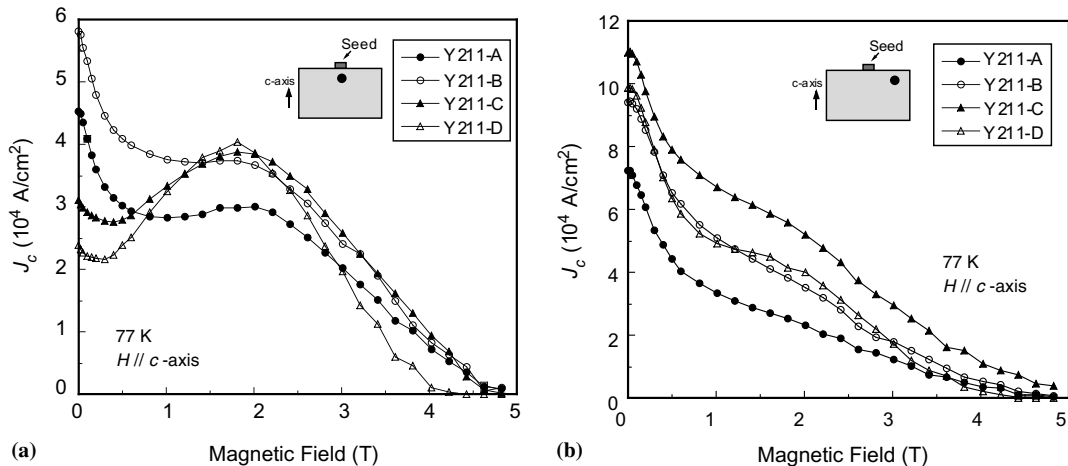 (a)
J_c (10⁴ A/cm²)
6
5
4
3
2
1
0
0
1
2
3
4
5
Magnetic Field (T)
Seed
c-axis
Y211-A
Y211-B
Y211-C
Y211-D
77 K
H // c -axis
(b)
J_c (10⁴ A/cm²)
12
10
8
6
4
2
0
0
1
2
3
4
5
Magnetic Field (T)
Seed
c-axis
Y211-A
Y211-B
Y211-C
Y211-D
77 K
H // c -axis